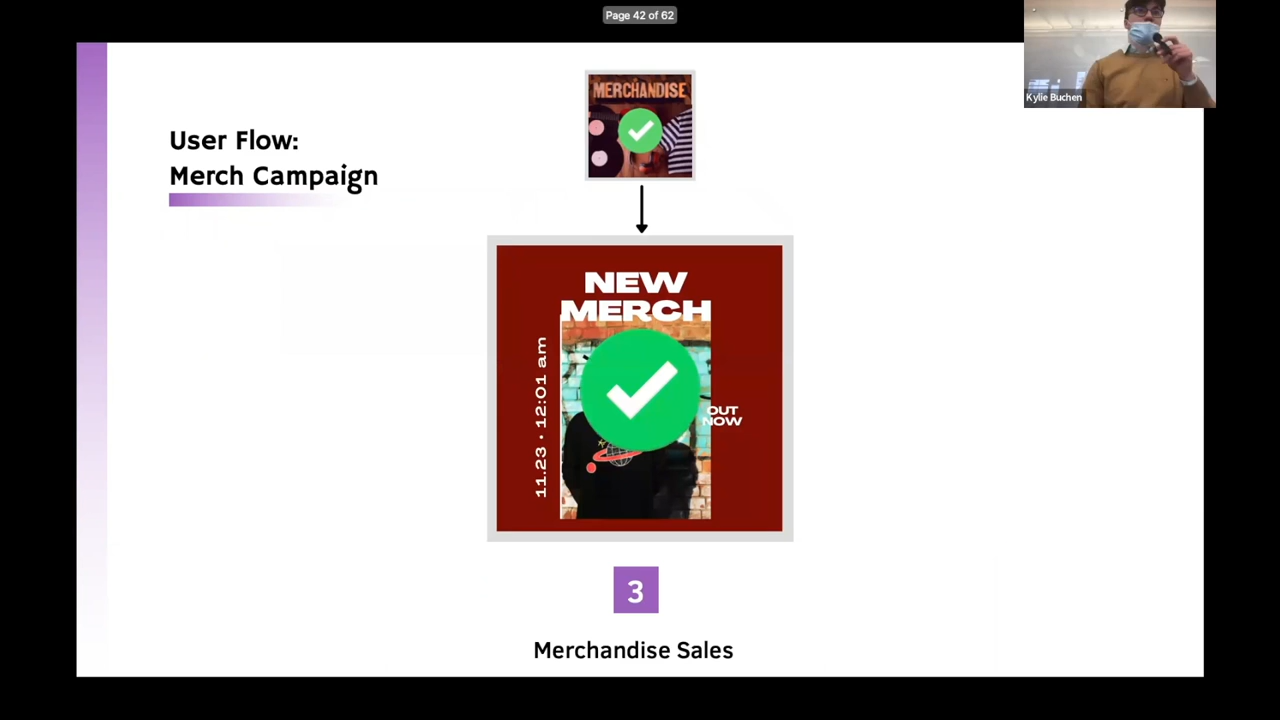 Page 42 of 62
Kylie Buchen
User Flow:
Merch Campaign
MERCHANDISE
NEW
MERCH
11.23 • 12:01 am
OUT
NOW
3
Merchandise Sales